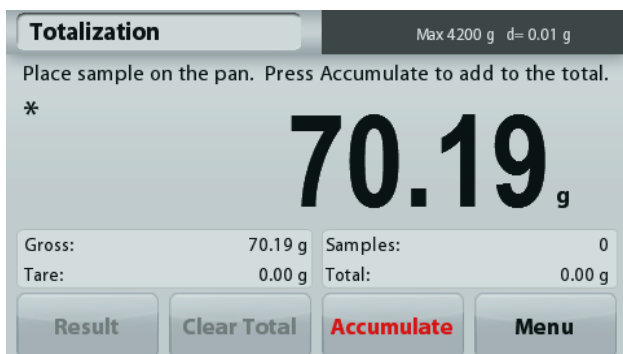 Totalization
Max 4200 g d= 0.01 g
Place sample on the pan. Press Accumulate to add to the total.
*
70.19 g
Gross: 70.19 g Samples: 0
Tare: 0.00 g Total: 0.00 g
Result Clear Total Accumulate Menu